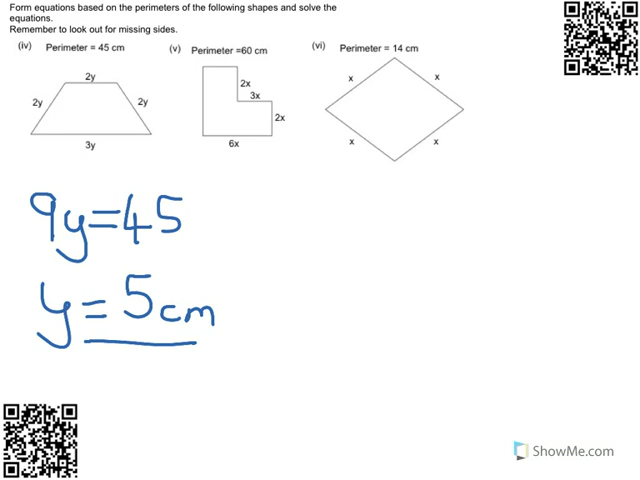 Form equations based on the perimeters of the following shapes and solve the
equations.
Remember to look out for missing sides.
(iv) Perimeter = 45 cm
(v) Perimeter =60 cm
(vi) Perimeter = 14 cm
2y
2y
2y
3y
2x
3x
2x
6x
x
x
x
x
9y=45
y = 5cm
ShowMe.com